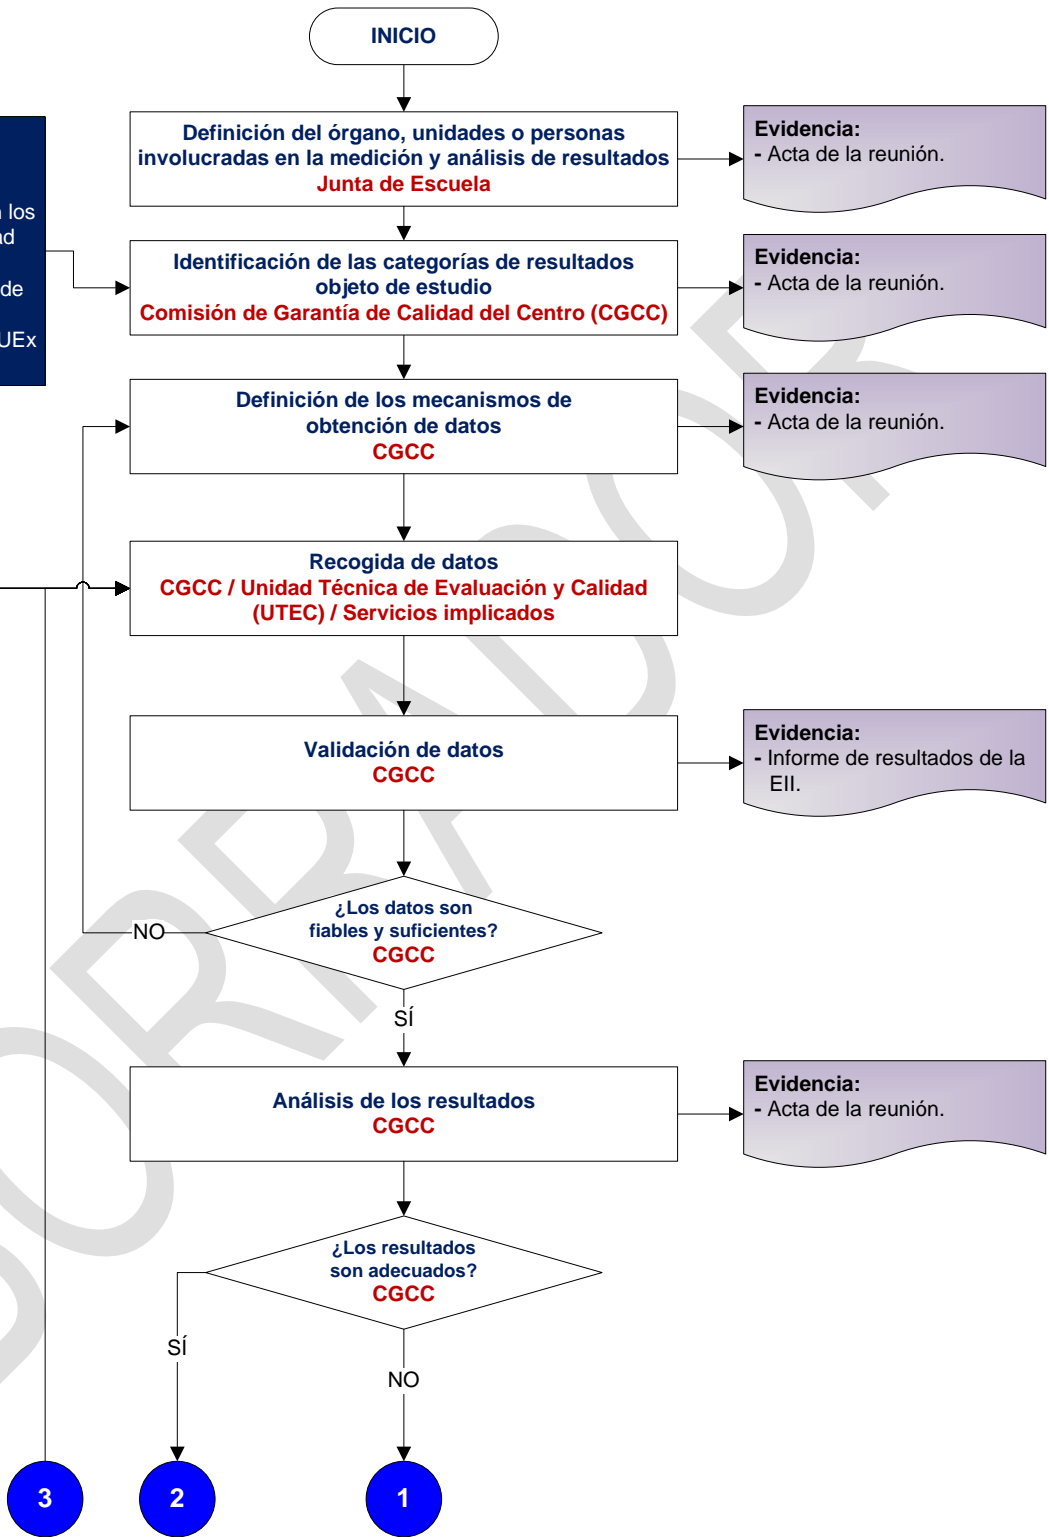 INICIO
Definición del órgano, unidades o personas
involucradas en la medición y análisis de resultados
Junta de Escuela
Evidencia:
- Acta de la reunión.
los
de
UEx
Identificación de las categorías de resultados
objeto de estudio
Comisión de Garantía de Calidad del Centro (CGCC)
Evidencia:
- Acta de la reunión.
Definición de los mecanismos de
obtención de datos
CGCC
Evidencia:
- Acta de la reunión.
Recogida de datos
CGCC / Unidad Técnica de Evaluación y Calidad
(UTEC) / Servicios implicados
Validación de datos
CGCC
Evidencia:
- Informe de resultados de la
EII.
¿Los datos son
fiables y suficientes?
CGCC
NO
SÍ
Análisis de los resultados
CGCC
Evidencia:
- Acta de la reunión.
¿Los resultados
son adecuados?
CGCC
SÍ
NO
3
2
1
BORRADOR